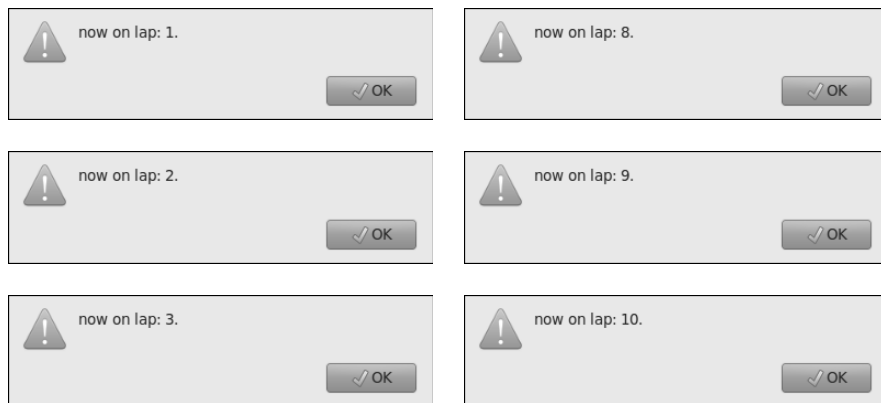 now on lap: 1.
OK
now on lap: 2.
OK
now on lap: 3.
OK
now on lap: 8.
OK
now on lap: 9.
OK
now on lap: 10.
OK